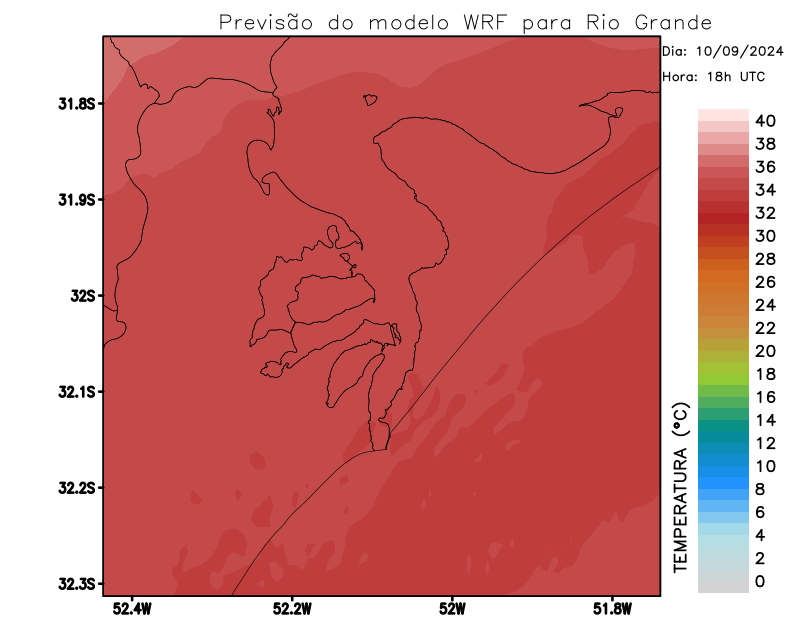 Previsão do modelo WRF para Rio Grande
Dia: 10/09/2024
Hora: 18h UTC
31.8S
31.9S
32S
32.1S
32.2S
32.3S
52.4W
52.2W
52W
51.8W
TEMPERATURA (°C)
40
38
36
34
32
30
28
26
24
22
20
18
16
14
12
10
8
6
4
2
0